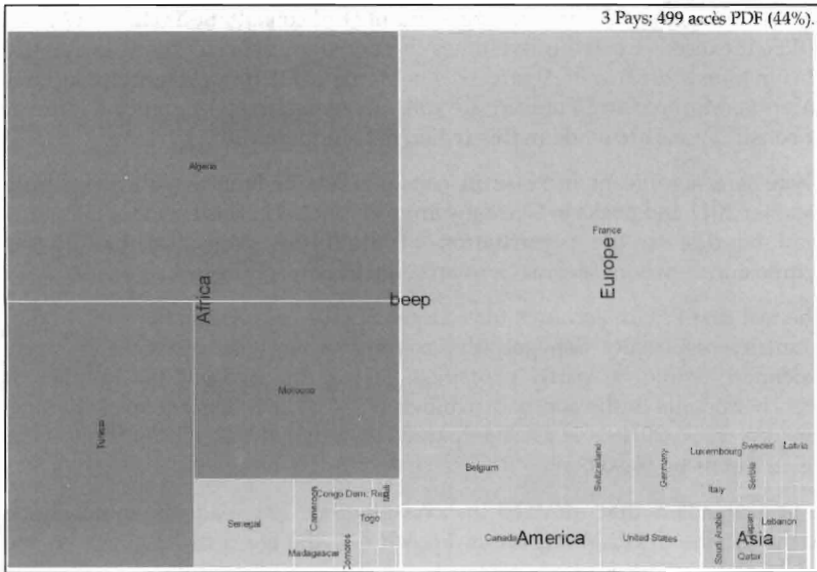 3 Pays; 499 accès PDF (44%).
Algeria
France
Africa
beep
Europe
Morocco
Tunisia
Belgium
Switzerland
Germany
Luxembourg
Sweden
Latvia
Italy
Serbia
Senegal
Cameroon
Congo Dem. Rep
Mali
Togo
Madagascar
Comoros
Canada
America
United States
Saudi Arabia
Japan
Asia
Lebanon
Qatar